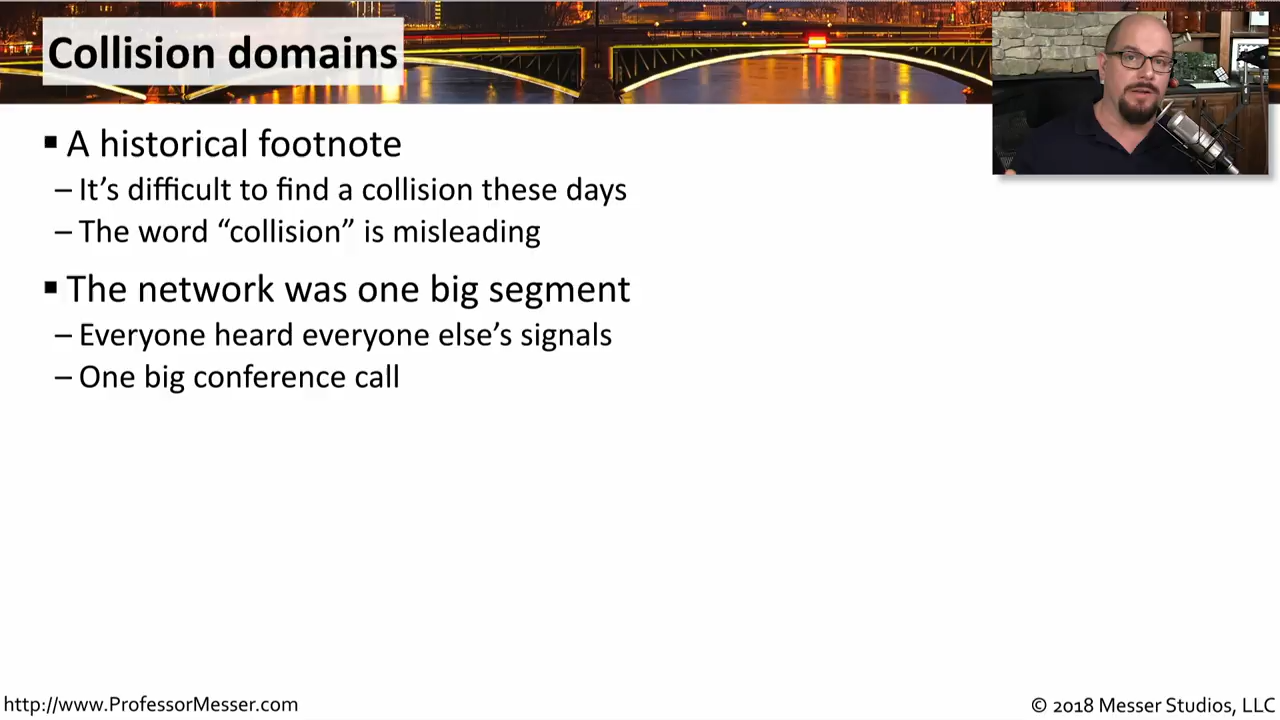 Collision domains
▪ A historical footnote
– It’s difficult to find a collision these days
– The word “collision” is misleading
▪ The network was one big segment
– Everyone heard everyone else’s signals
– One big conference call
http://www.ProfessorMesser.com
© 2018 Messer Studios, LLC